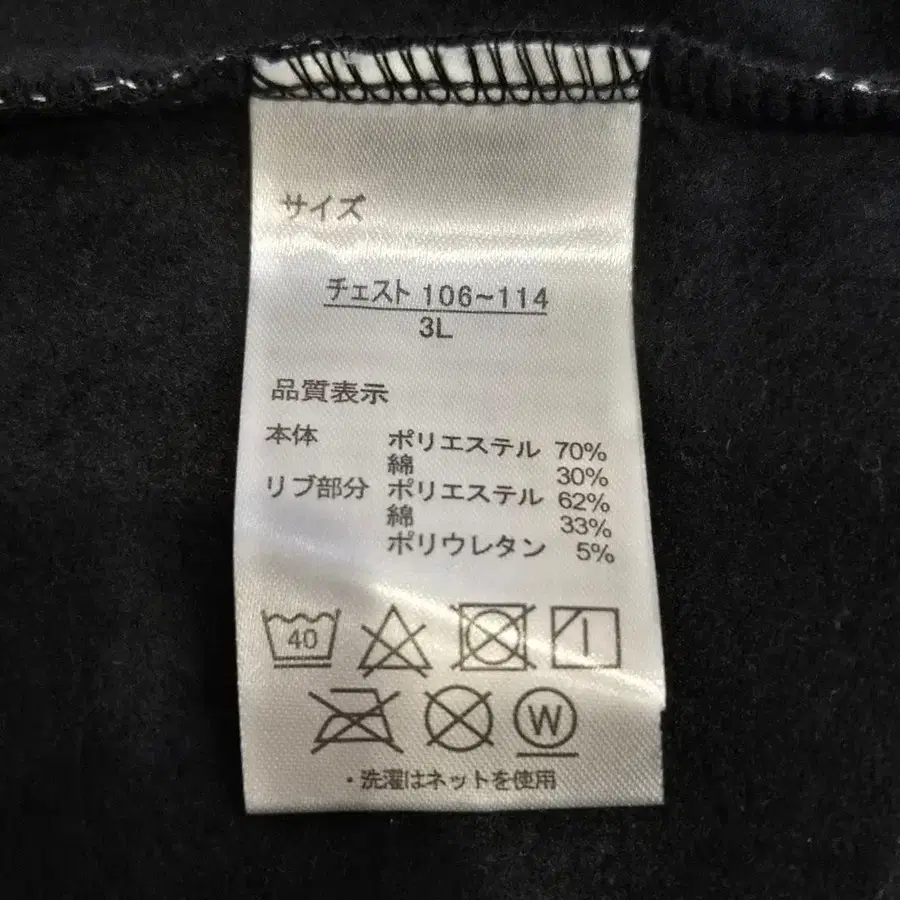 サイズ
チェスト 106~114
3L
品質表示
本体 ポリエステル 70%
綿 30%
リブ部分 ポリエステル 62%
綿 33%
ポリウレタン 5%
40
W
・洗濯はネットを使用